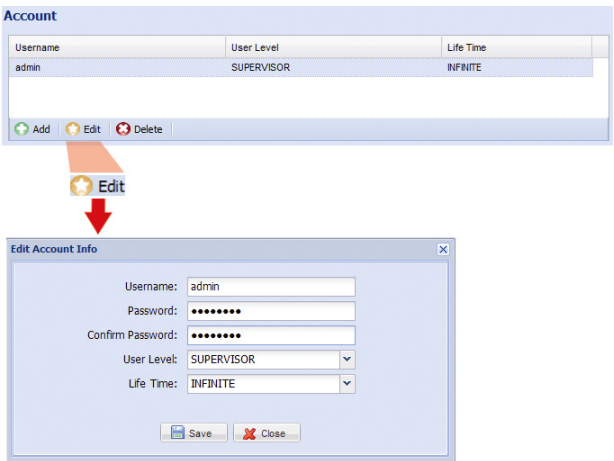 Account
Username User Level Life Time
admin SUPERVISOR INFINITE
Add Edit Delete
Edit
Edit Account Info
Username: admin
Password: ••••••••
Confirm Password: ••••••••
User Level: SUPERVISOR
Life Time: INFINITE
Save Close